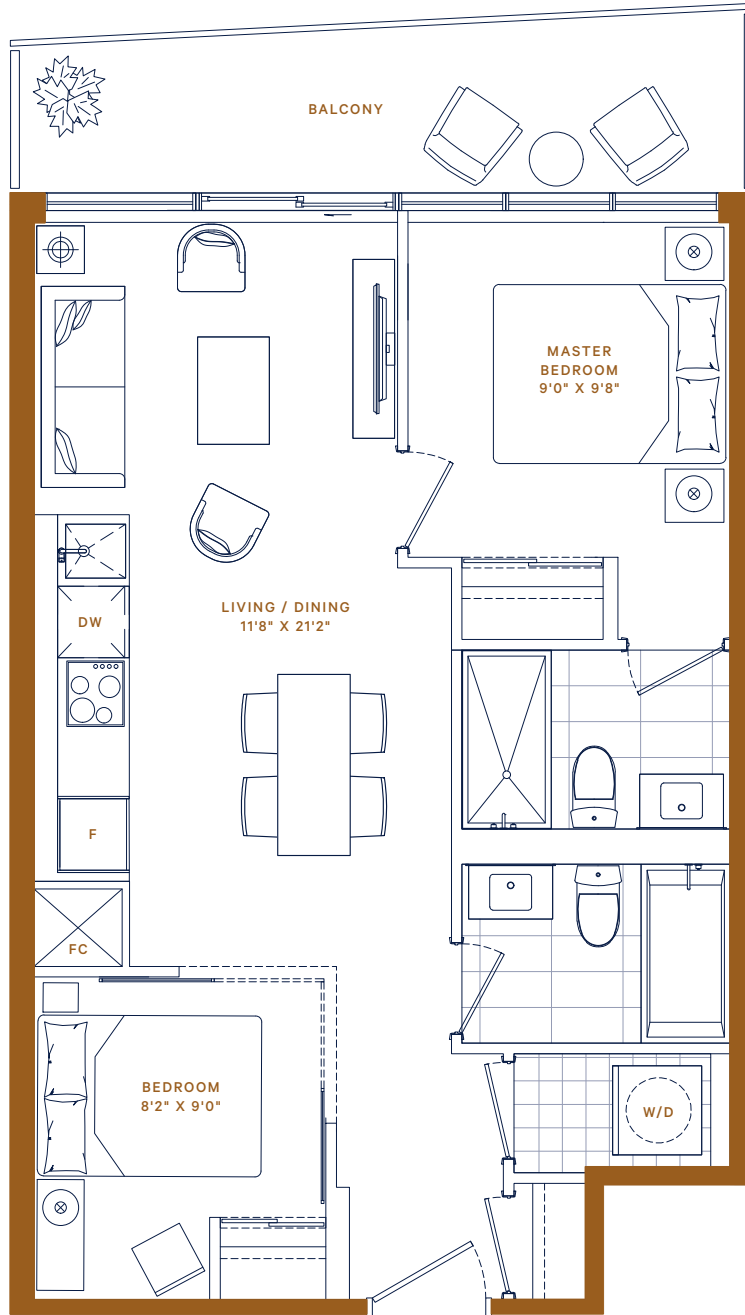 BALCONY
MASTER
BEDROOM
9'0" X 9'8"
LIVING / DINING
11'8" X 21'2"
DW
F
FC
BEDROOM
8'2" X 9'0"
W/D